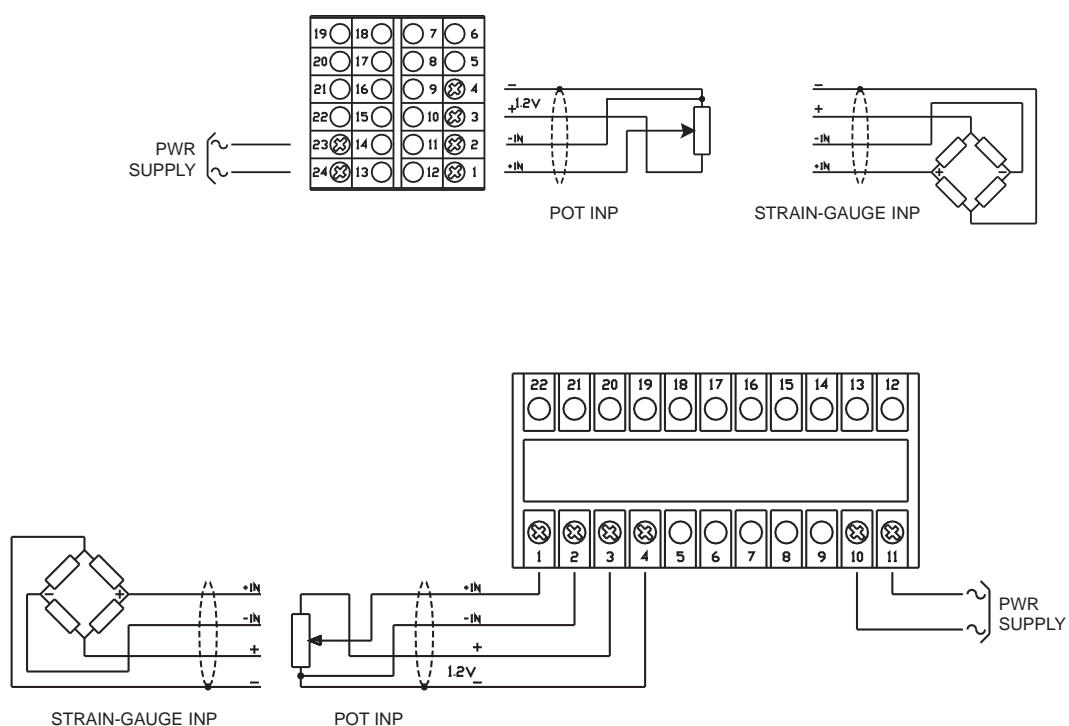 19 18 7 6
20 17 8 5
21 16 9 4
22 15 10 3
23 14 11 2
24 13 12 1
PWR
SUPPLY
−
1.2V
+
-IN
+IN
POT INP
−
+
-IN
+IN
+ −
STRAIN-GAUGE INP
22 21 20 19 18 17 16 15 14 13 12
1 2 3 4 5 6 7 8 9 10 11
− +
+IN
-IN
+
−
STRAIN-GAUGE INP
+IN
-IN
+
1.2V
−
POT INP
PWR
SUPPLY